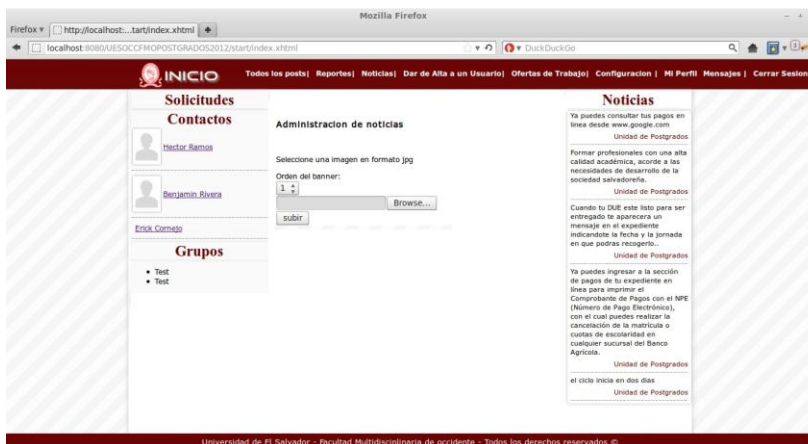 Mozilla Firefox
Firefox
http://localhost:...tart/index.xhtml
localhost:8080/UESOCCFMOPOSTGRADOS2012/start/index.xhtml
DuckDuckGo
INICIO
Todos los posts| Reportes| Noticias| Dar de Alta a un Usuario| Ofertas de Trabajo| Configuracion | Mi Perfil Mensajes | Cerrar Sesion
Solicitudes
Contactos
Hector Ramos
Benjamin Rivera
Erick Cornejo
Grupos
• Test
• Test
Administracion de noticias
Seleccione una imagen en formato jpg
Orden del banner:
1
Browse...
subir
Noticias
Ya puedes consultar tus pagos en
linea desde www.google.com
Unidad de Postgrados
Formar profesionales con una alta
calidad académica, acorde a las
necesidades de desarrollo de la
sociedad salvadoreña.
Unidad de Postgrados
Cuando tu DUE este listo para ser
entregado te aparecera un
mensaje en el expediente
indicandote la fecha y la jornada
en que podras recogerlo..
Unidad de Postgrados
Ya puedes ingresar a la sección
de pagos de tu expediente en
línea para imprimir el
Comprobante de Pagos con el NPE
(Número de Pago Electrónico),
con el cual puedes realizar la
cancelación de la matrícula o
cuotas de escolaridad en
cualquier sucursal del Banco
Agrícola.
Unidad de Postgrados
el ciclo inicia en dos dias
Unidad de Postgrados
Universidad de El Salvador - Facultad Multidisciplinaria de occidente - Todos los derechos reservados ©